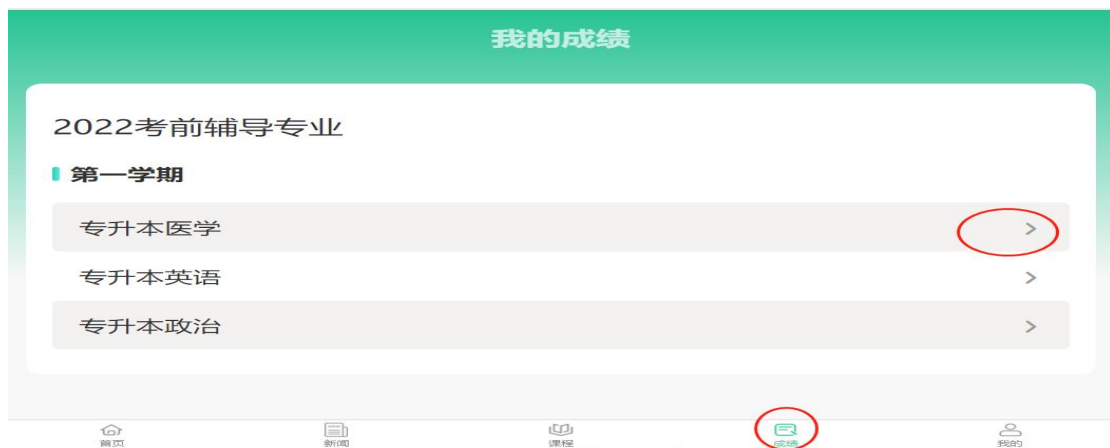 我的成绩
2022考前辅导专业
第一学期
专升本医学
专升本英语
专升本政治
首页 新闻 课程 成绩 我的